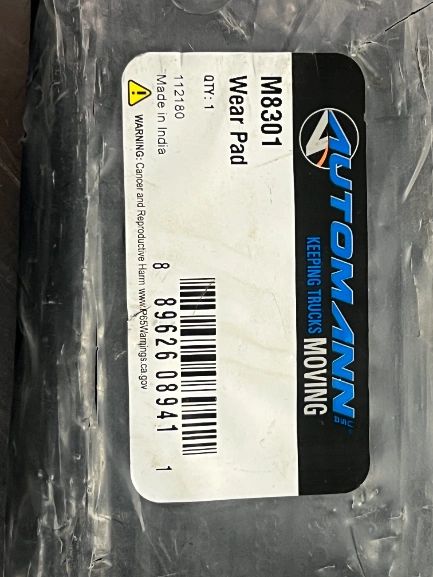 AUTOMANN USA
KEEPING TRUCKS MOVING
M8301
Wear Pad
QTY: 1
112180
Made in India
8 89626 08941 1
WARNING: Cancer and Reproductive Harm www.P65Warnings.ca.gov